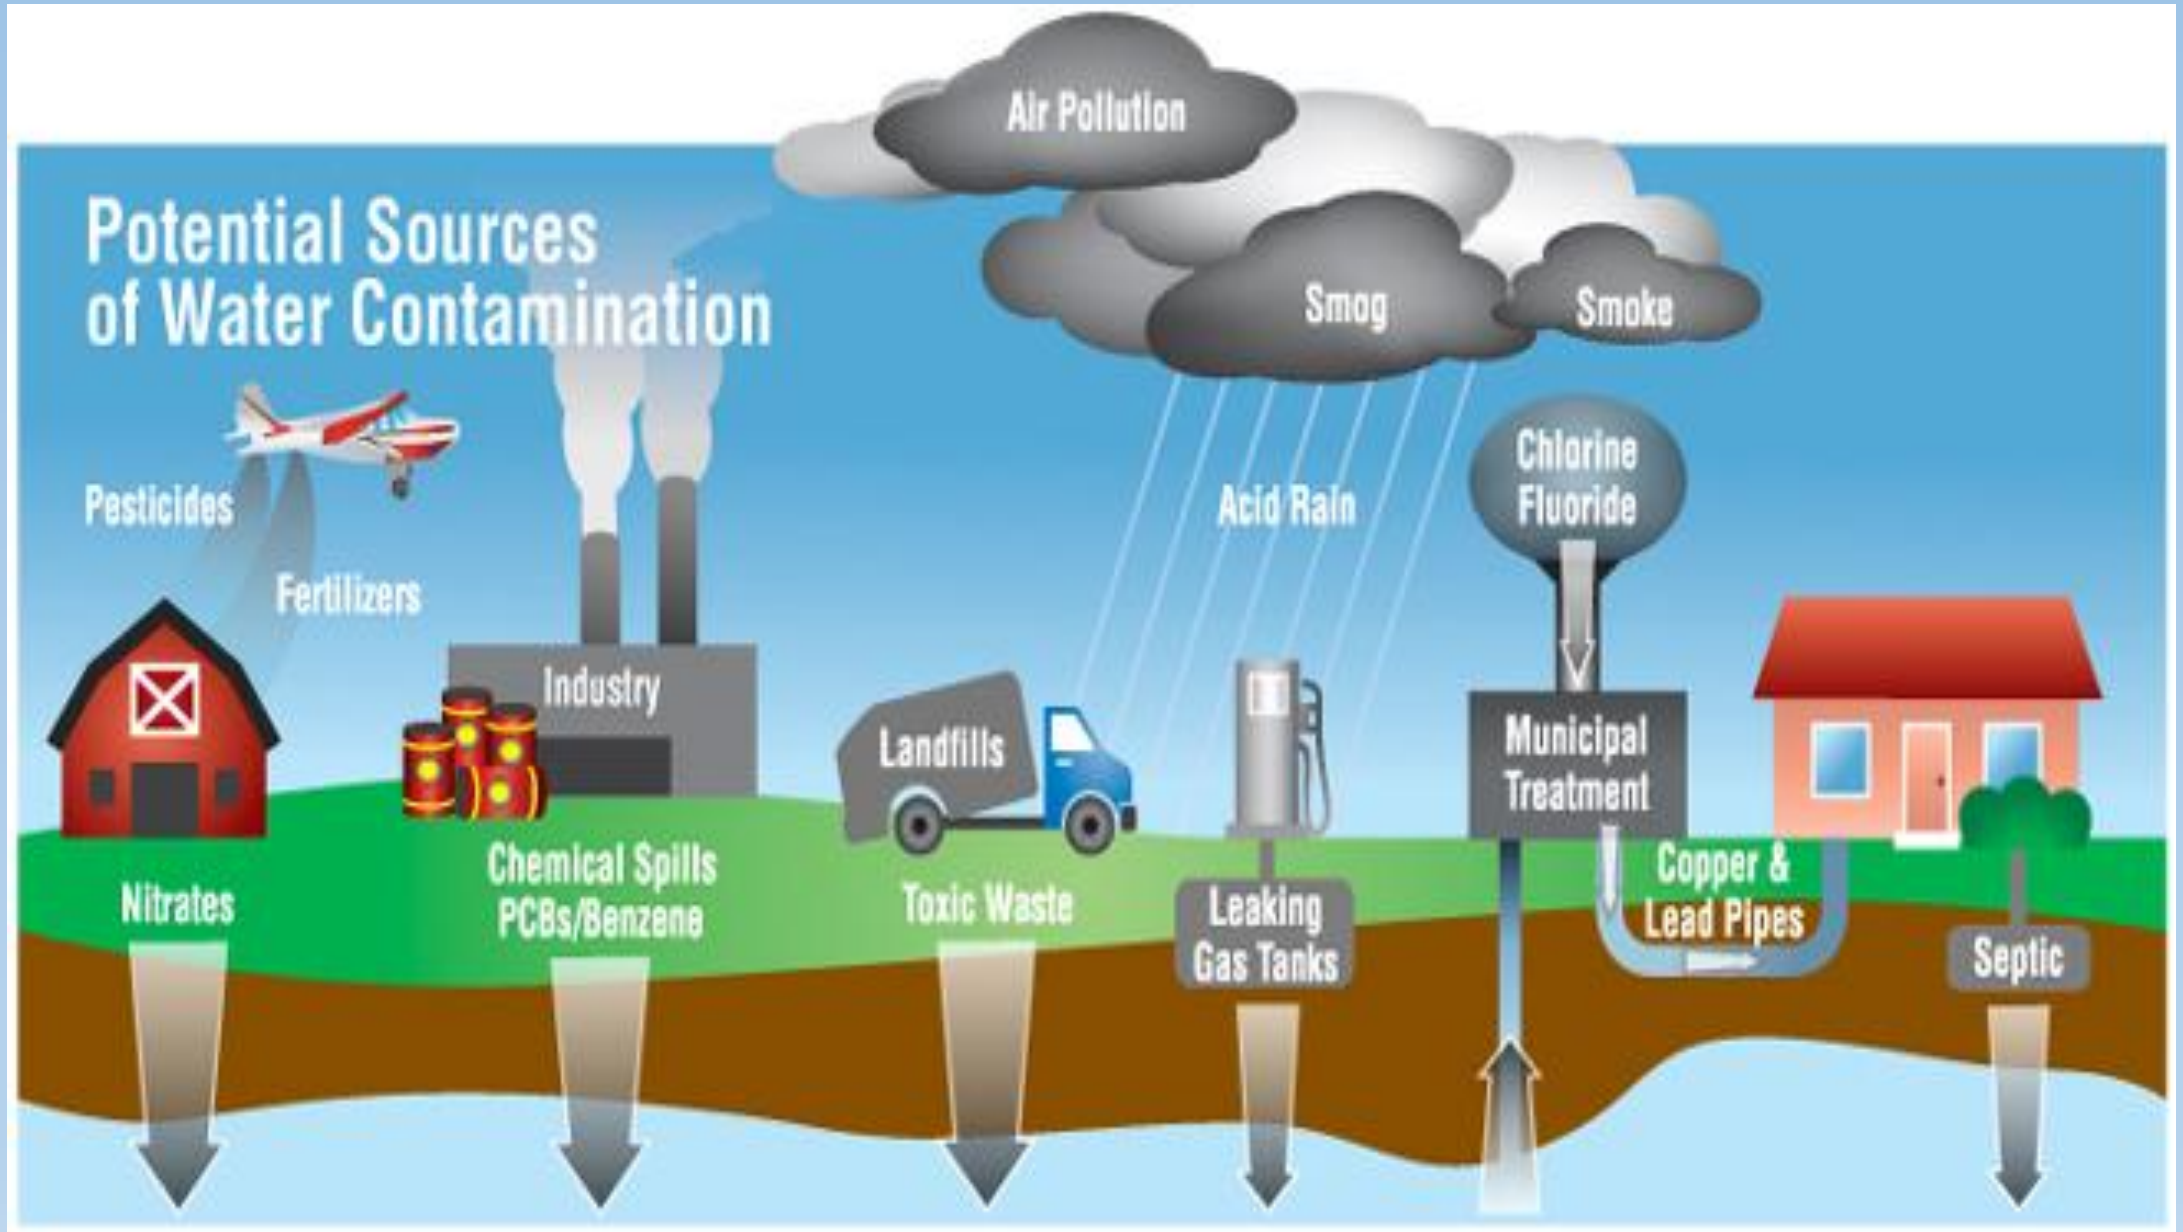 Air Pollution
Potential Sources
of Water Contamination
Smog
Smoke
Pesticides
Fertilizers
Acid Rain
Chlorine
Fluoride
Industry
Landfills
Municipal
Treatment
Nitrates
Chemical Spills
PCBs/Benzene
Toxic Waste
Leaking
Gas Tanks
Copper &
Lead Pipes
Septic